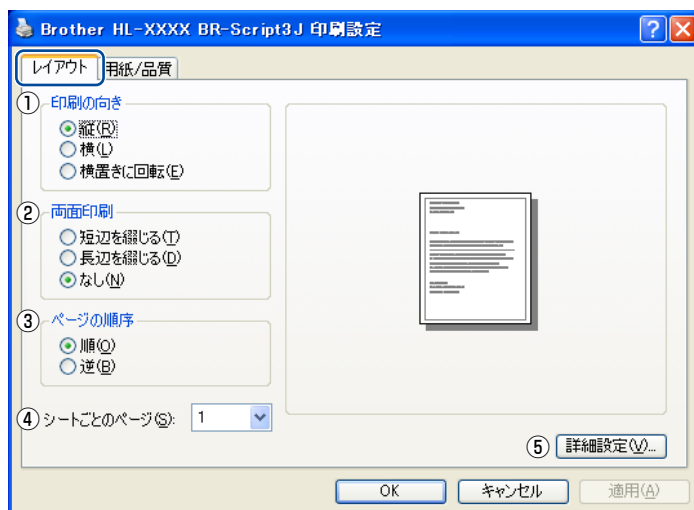 Brother HL-XXXX BR-Script3J 印刷設定
レイアウト 用紙/品質
① 印刷の向き
縦(R)
横(L)
横置きに回転(E)
② 両面印刷
短辺を綴じる(T)
長辺を綴じる(D)
なし(N)
③ ページの順序
順(O)
逆(B)
④ シートごとのページ(S): 1
⑤ 詳細設定(V)...
OK キャンセル 適用(A)